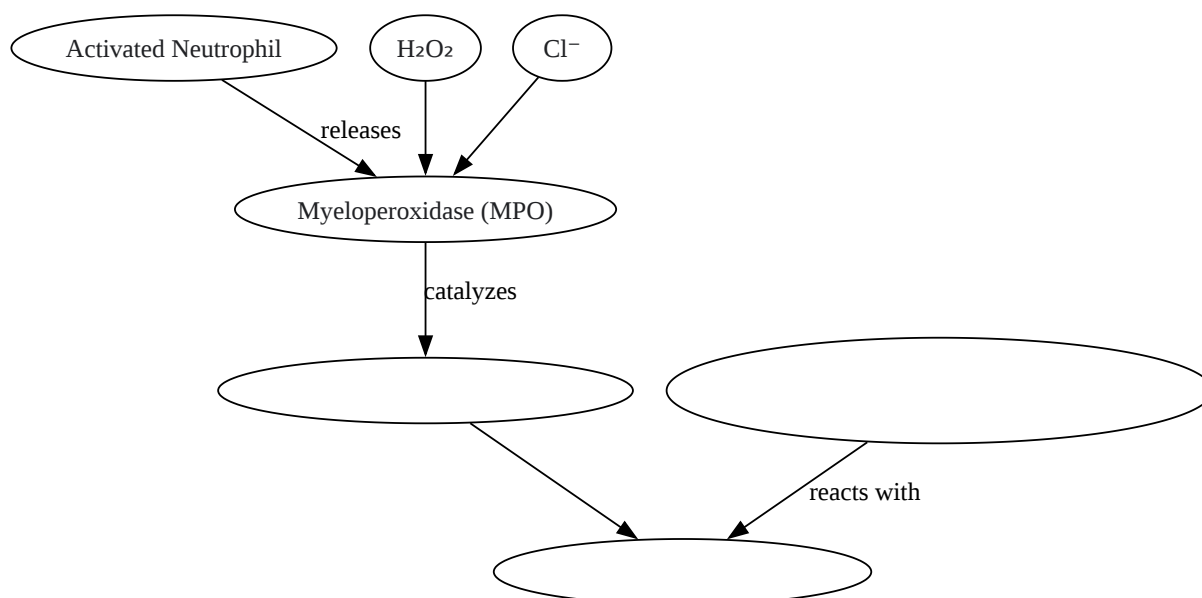 Activated Neutrophil
H₂O₂
Cl⁻
releases
Myeloperoxidase (MPO)
catalyzes
reacts with